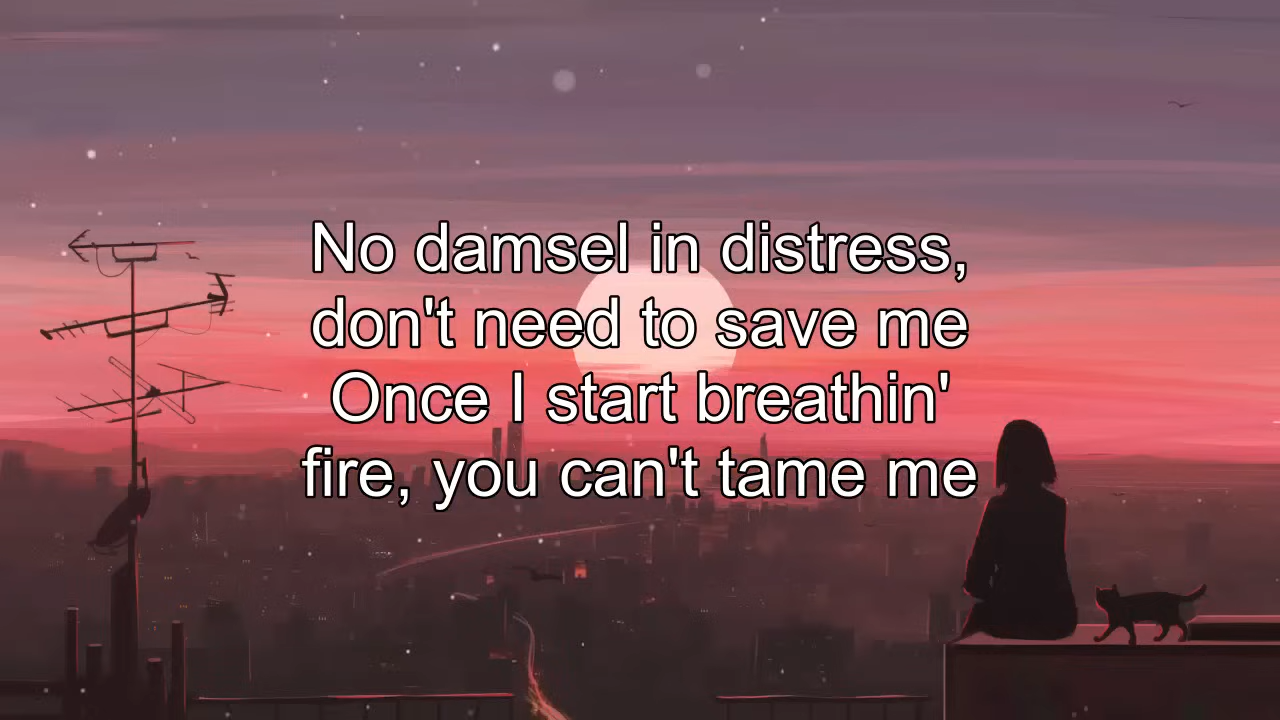 No damsel in distress,
don't need to save me
Once I start breathin'
fire, you can't tame me